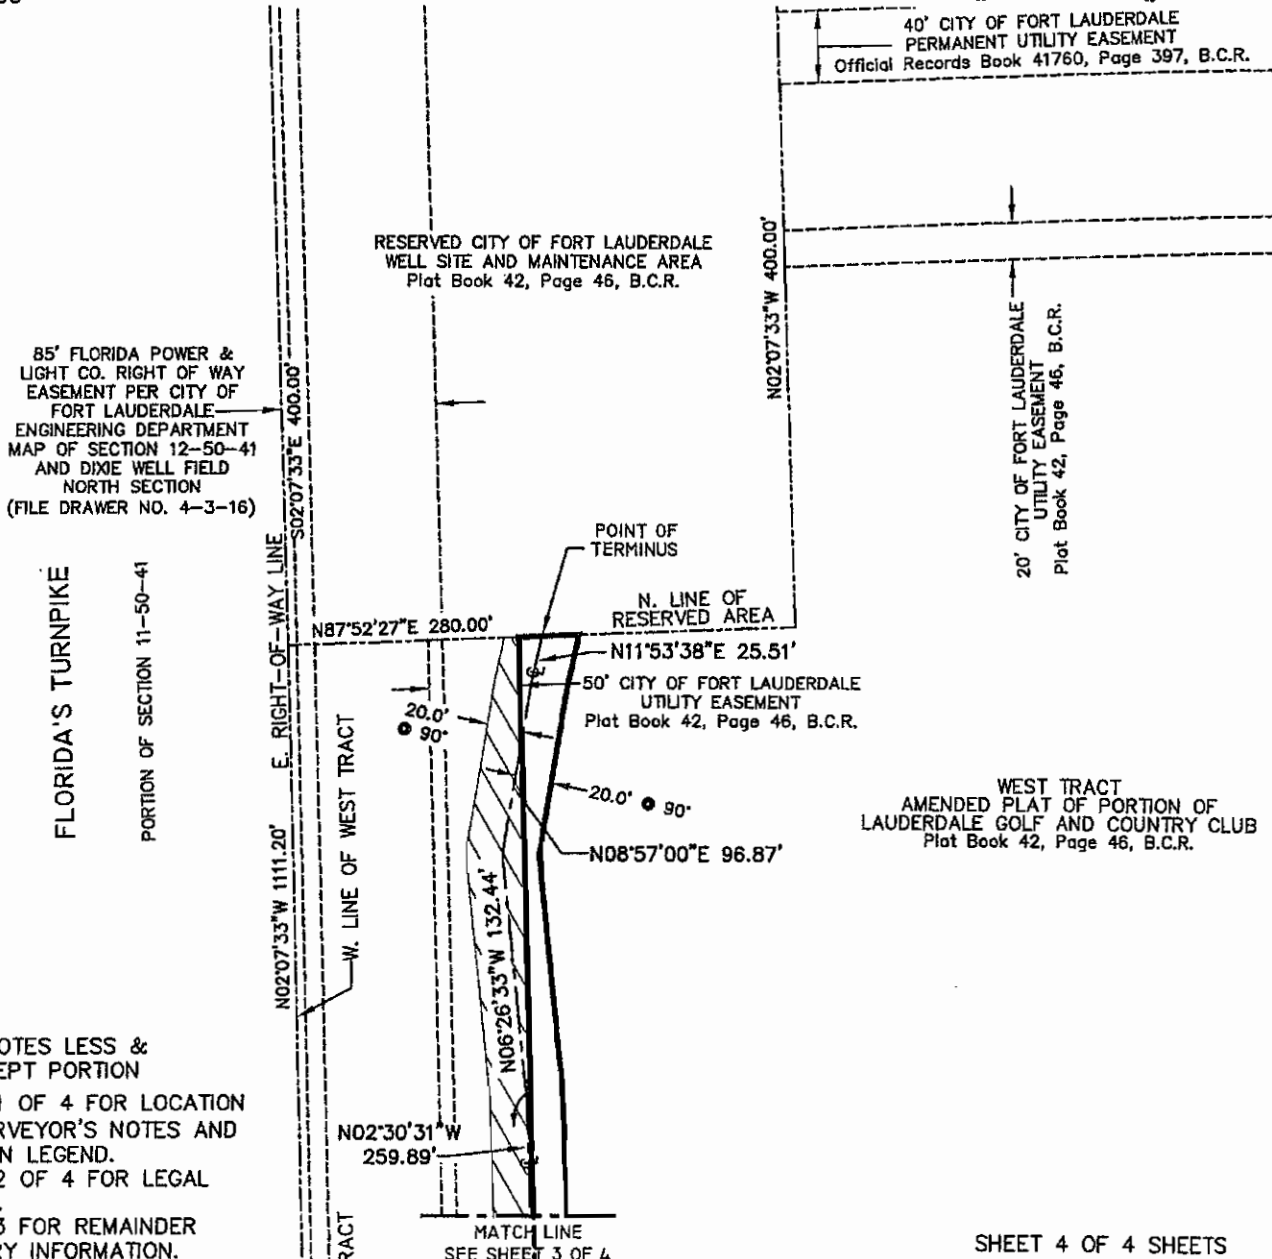 40' CITY OF FORT LAUDERDALE
PERMANENT UTILITY EASEMENT
Official Records Book 41760, Page 397, B.C.R.
RESERVED CITY OF FORT LAUDERDALE
WELL SITE AND MAINTENANCE AREA
Plat Book 42, Page 46, B.C.R.
N02°07'33"W 400.00'
20' CITY OF FORT LAUDERDALE
UTILITY EASEMENT
Plat Book 42, Page 46, B.C.R.
85' FLORIDA POWER &
LIGHT CO. RIGHT OF WAY
EASEMENT PER CITY OF
FORT LAUDERDALE
ENGINEERING DEPARTMENT
MAP OF SECTION 12-50-41
AND DIXIE WELL FIELD
NORTH SECTION
(FILE DRAWER NO. 4-3-16)
S02°07'33"E 400.00'
POINT OF
TERMINUS
FLORIDA'S TURNPIKE
PORTION OF SECTION 11-50-41
E. RIGHT-OF-WAY LINE
N87°52'27"E 280.00'
N. LINE OF
RESERVED AREA
N11°53'38"E 25.51'
50' CITY OF FORT LAUDERDALE
UTILITY EASEMENT
Plat Book 42, Page 46, B.C.R.
20.0'
@ 90°
20.0' @ 90°
W. LINE OF WEST TRACT
WEST TRACT
AMENDED PLAT OF PORTION OF
LAUDERDALE GOLF AND COUNTRY CLUB
Plat Book 42, Page 46, B.C.R.
N08°57'00"E 96.87'
N02°07'33"W 1111.20'
N06°26'33"W 132.44'
OTES LESS &
EPT PORTION
OF 4 FOR LOCATION
RVEYOR'S NOTES AND
N LEGEND.
2 OF 4 FOR LEGAL
FOR REMAINDER
RY INFORMATION.
N02°30'31"W
259.89'
RACT
MATCH LINE
SEE SHEET 3 OF 4
SHEET 4 OF 4 SHEETS